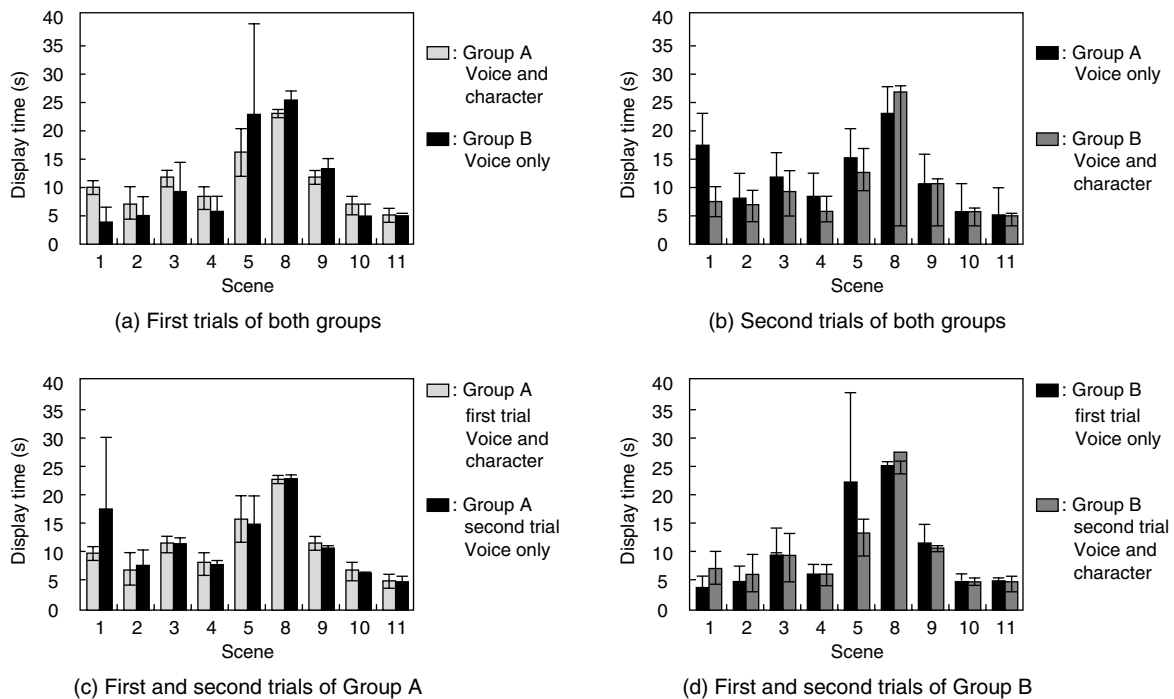 Display time (s)
40
35
30
25
20
15
10
5
0
1 2 3 4 5 8 9 10 11
Scene
: Group A
Voice and
character
: Group B
Voice only
(a) First trials of both groups
Display time (s)
40
35
30
25
20
15
10
5
0
1 2 3 4 5 8 9 10 11
Scene
: Group A
Voice only
: Group B
Voice and
character
(b) Second trials of both groups
Display time (s)
40
35
30
25
20
15
10
5
0
1 2 3 4 5 8 9 10 11
Scene
: Group A
first trial
Voice and
character
: Group A
second trial
Voice only
(c) First and second trials of Group A
Display time (s)
40
35
30
25
20
15
10
5
0
1 2 3 4 5 8 9 10 11
Scene
: Group B
first trial
Voice only
: Group B
second trial
Voice and
character
(d) First and second trials of Group B